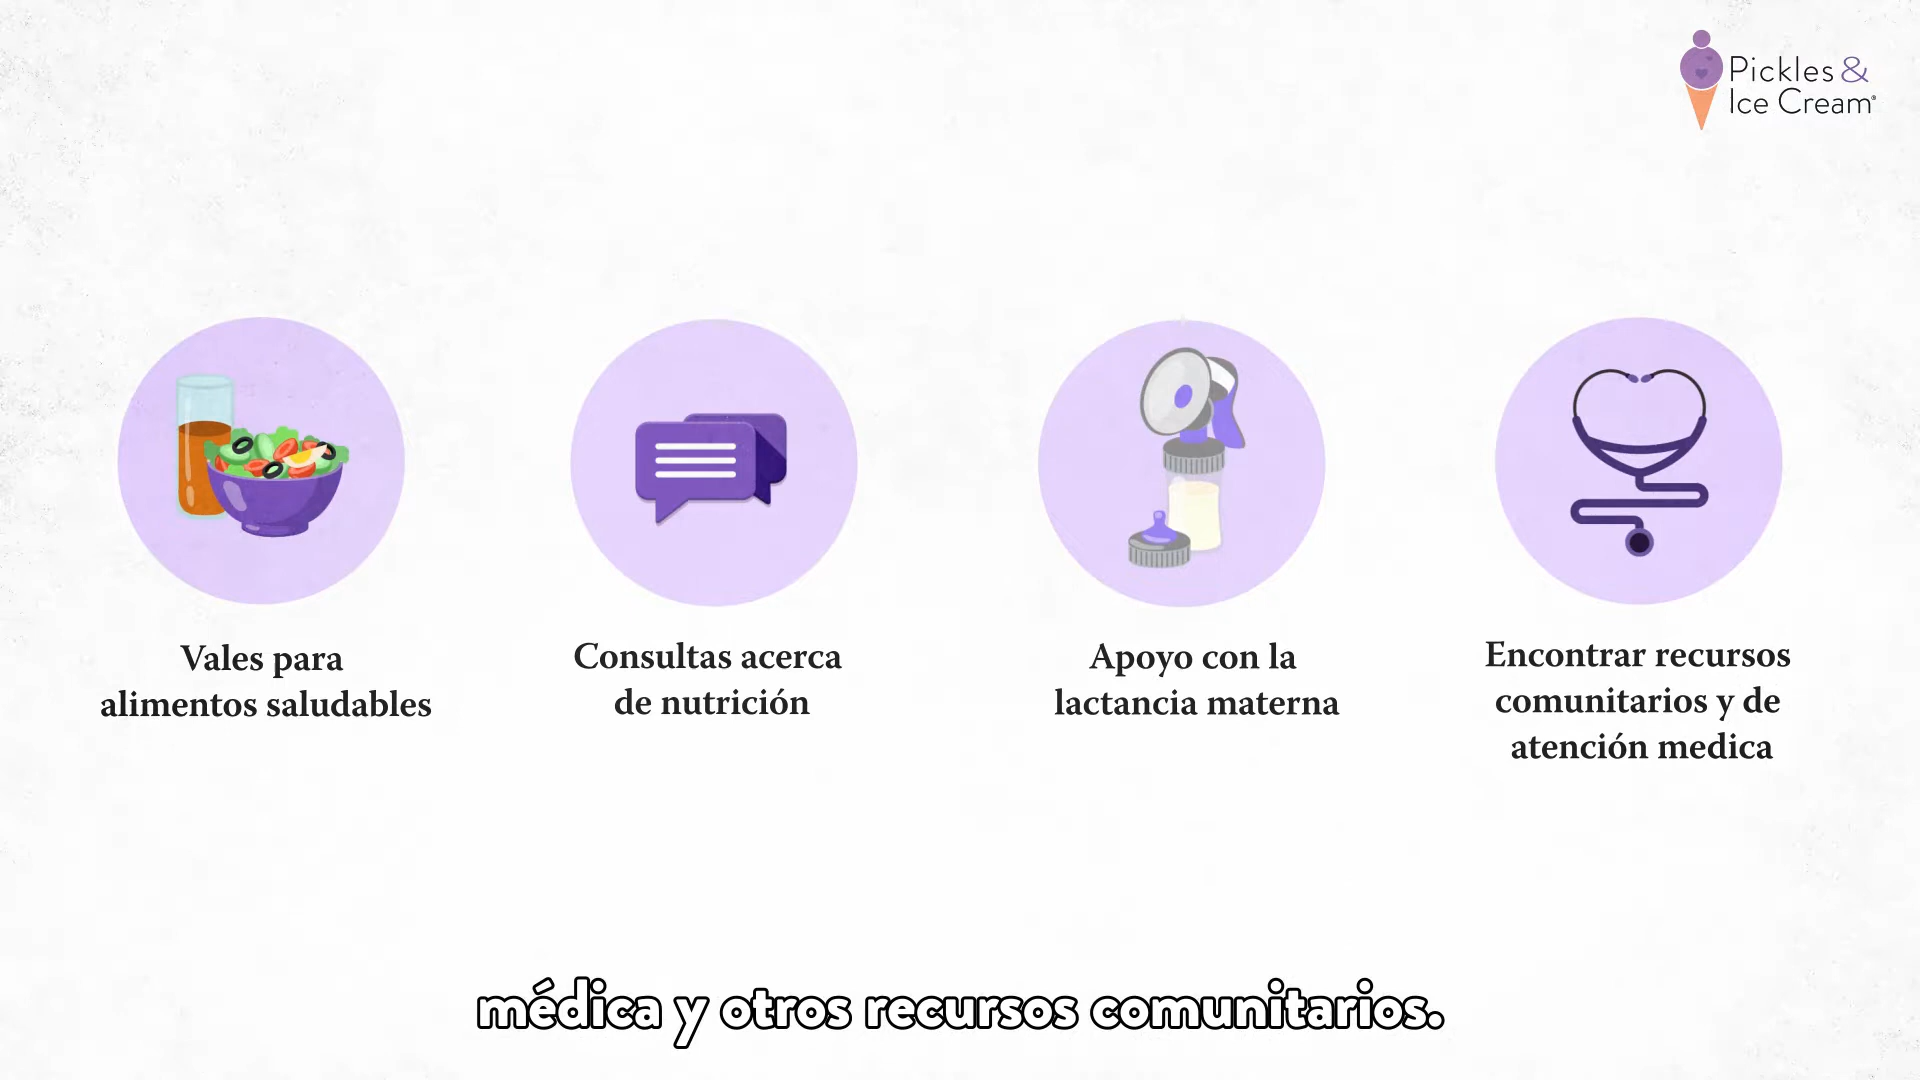 Pickles &
Ice Cream®
Vales para
alimentos saludables
Consultas acerca
de nutrición
Apoyo con la
lactancia materna
Encontrar recursos
comunitarios y de
atención medica
médica y otros recursos comunitarios.